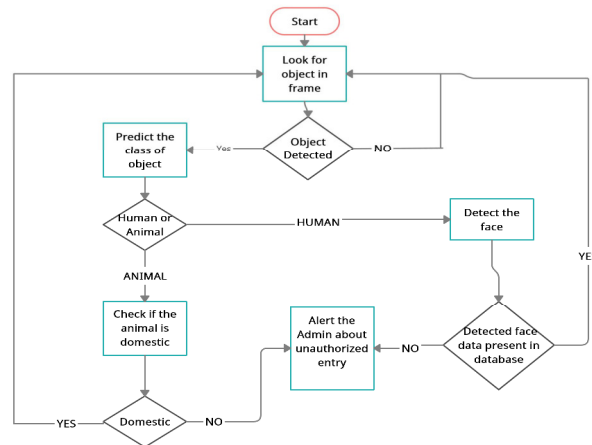 Start
Look for
object in
frame
Object
Detected
NO
Yes
Predict the
class of
object
Human or
Animal
HUMAN
Detect the
face
ANIMAL
YE
Check if the
animal is
domestic
Alert the
Admin about
unauthorized
entry
NO
Detected face
data present in
database
Domestic
YES
NO